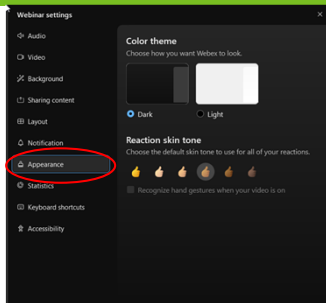 Webinar settings
Audio
Video
Background
Sharing content
Layout
Notification
Appearance
Statistics
Keyboard shortcuts
Accessibility
Color theme
Choose how you want Webex to look.
Dark
Light
Reaction skin tone
Choose the default skin tone to use for all of your reactions.
Recognize hand gestures when your video is on